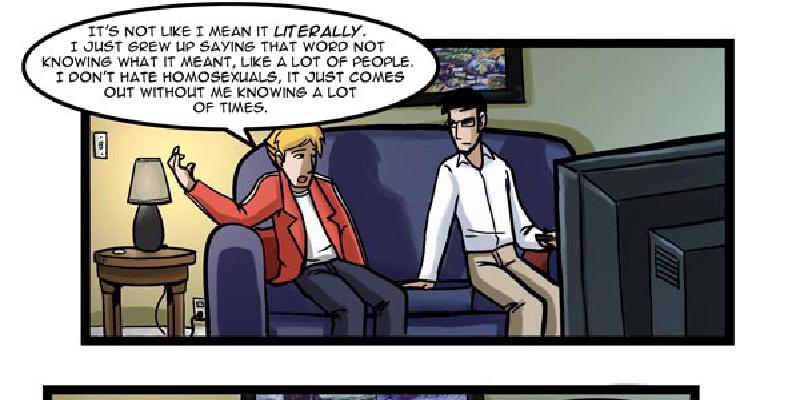 IT'S NOT LIKE I MEAN IT LITERALLY.
I JUST GREW UP SAYING THAT WORD NOT
KNOWING WHAT IT MEANT, LIKE A LOT OF PEOPLE.
I DON'T HATE HOMOSEXUALS, IT JUST COMES
OUT WITHOUT ME KNOWING A LOT
OF TIMES.